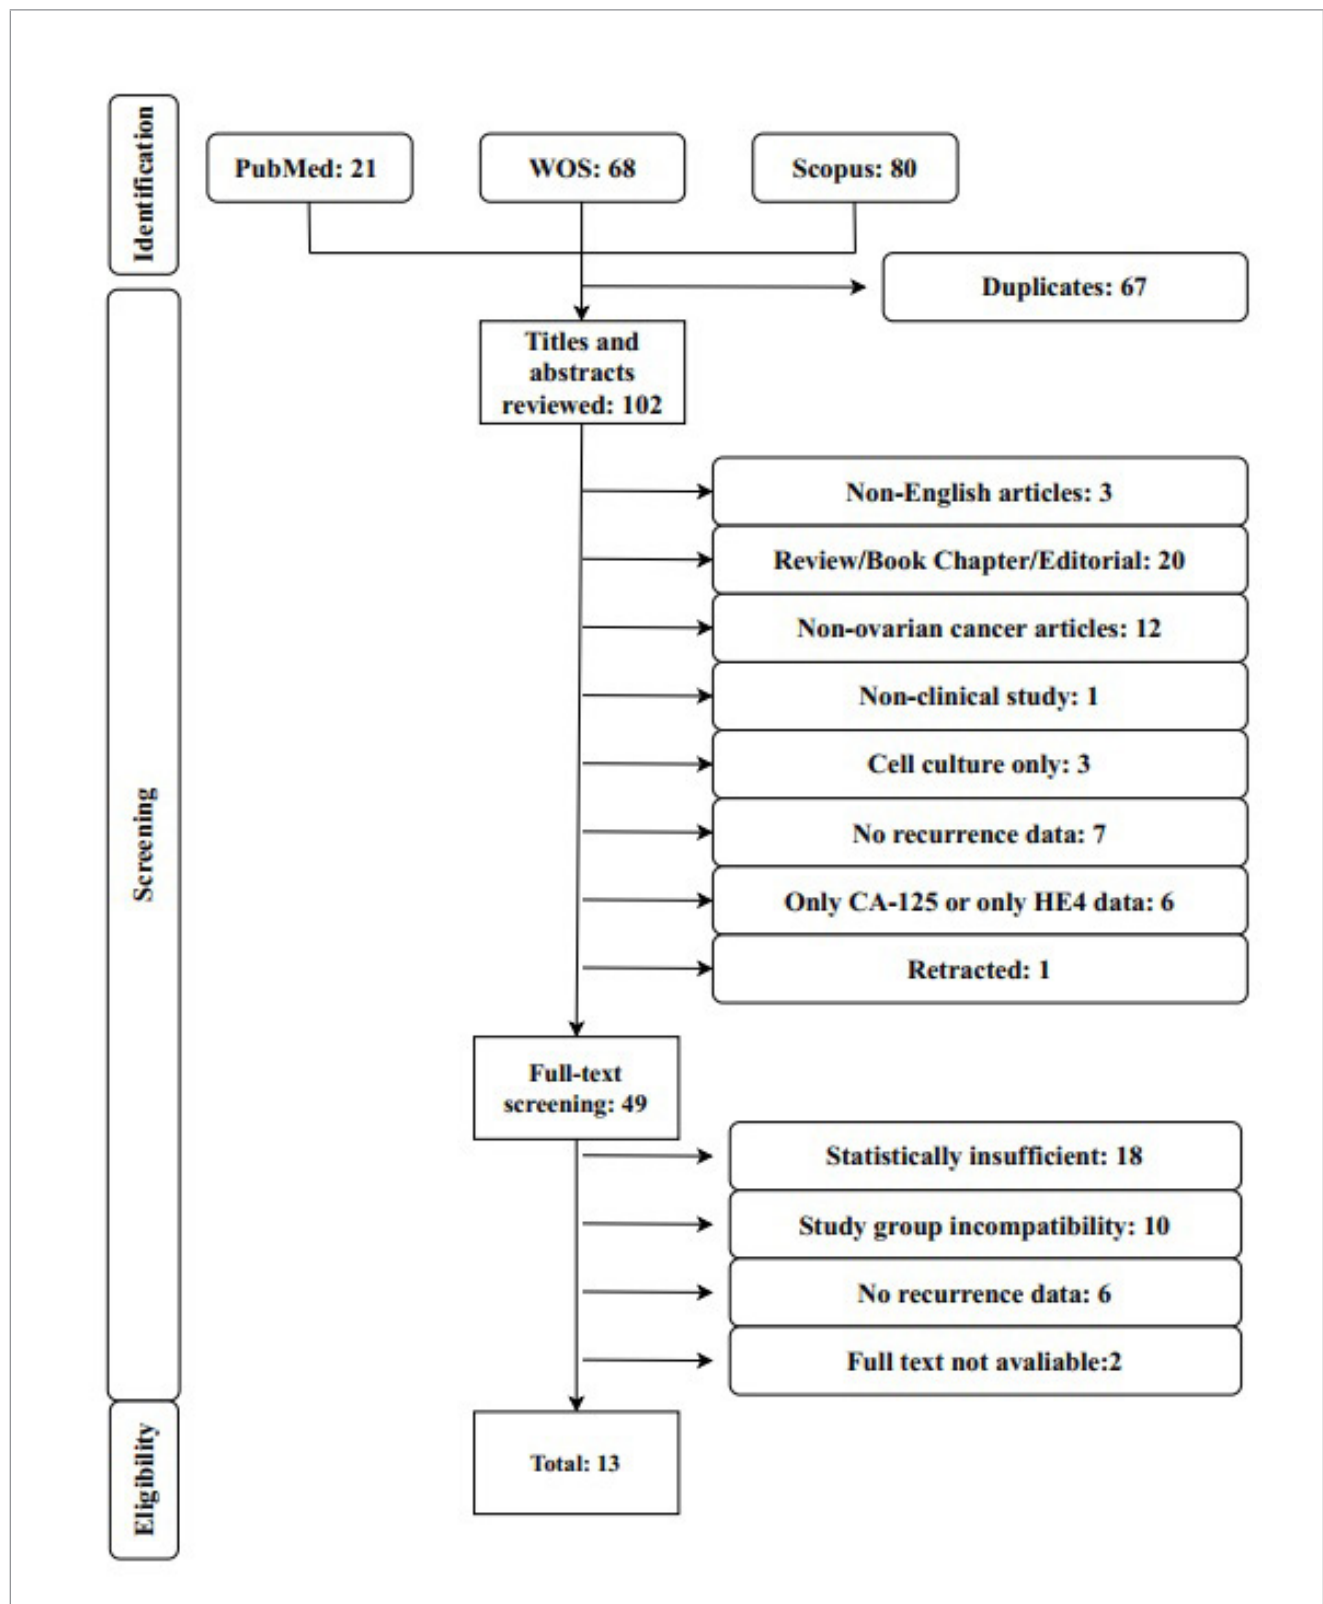 Identification
PubMed: 21
WOS: 68
Scopus: 80
Duplicates: 67
Screening
Titles and
abstracts
reviewed: 102
Non-English articles: 3
Review/Book Chapter/Editorial: 20
Non-ovarian cancer articles: 12
Non-clinical study: 1
Cell culture only: 3
No recurrence data: 7
Only CA-125 or only HE4 data: 6
Retracted: 1
Full-text
screening: 49
Statistically insufficient: 18
Study group incompatibility: 10
No recurrence data: 6
Full text not avaliable:2
Eligibility
Total: 13